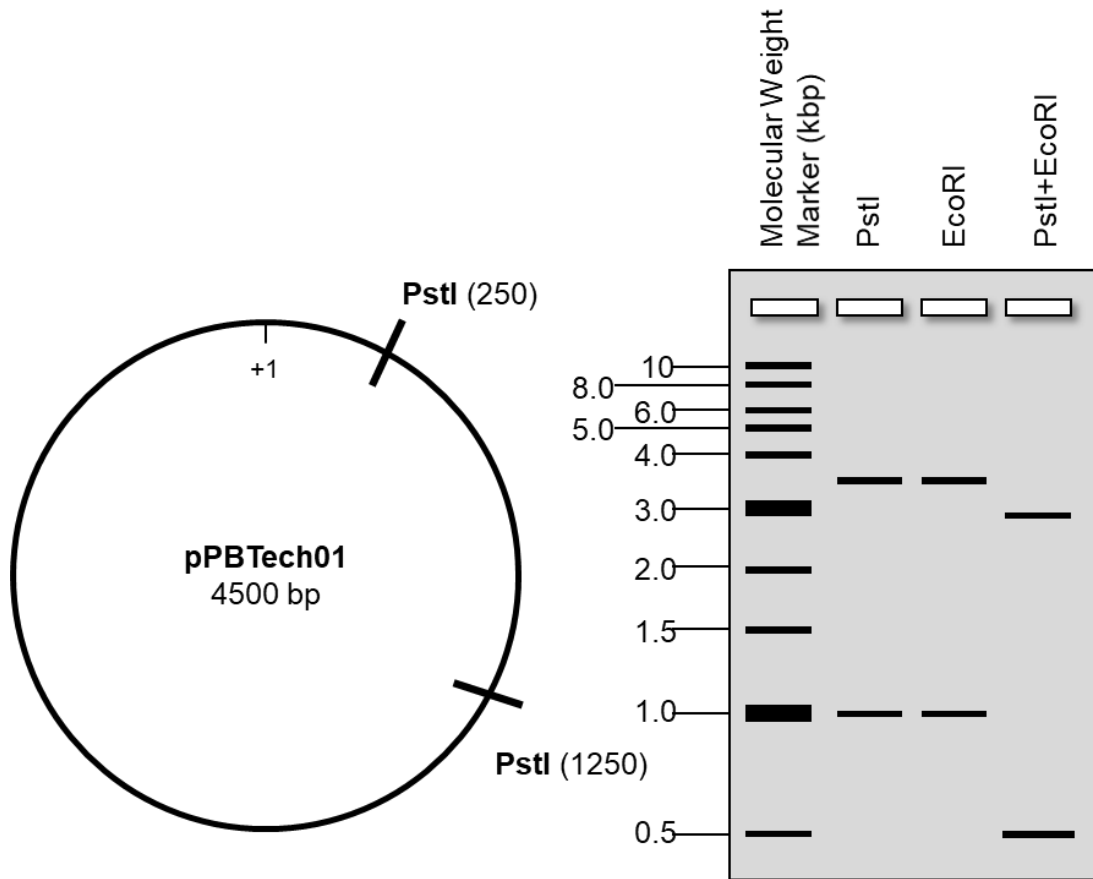 PstI (250)
+1
pPBTech01
4500 bp
PstI (1250)
Molecular Weight
Marker (kbp)
PstI
EcoRI
PstI+EcoRI
10
8.0
6.0
5.0
4.0
3.0
2.0
1.5
1.0
0.5